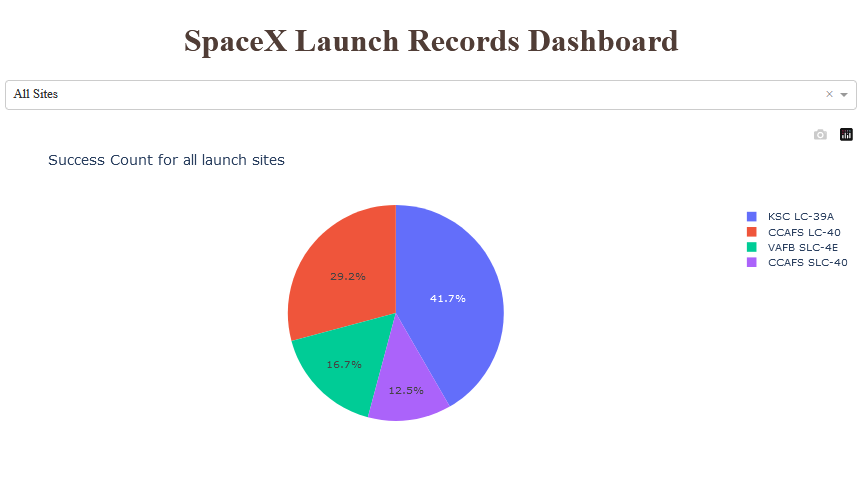 SpaceX Launch Records Dashboard
All Sites
×
Success Count for all launch sites
KSC LC-39A
CCAFS LC-40
VAFB SLC-4E
CCAFS SLC-40
29.2%
41.7%
16.7%
12.5%